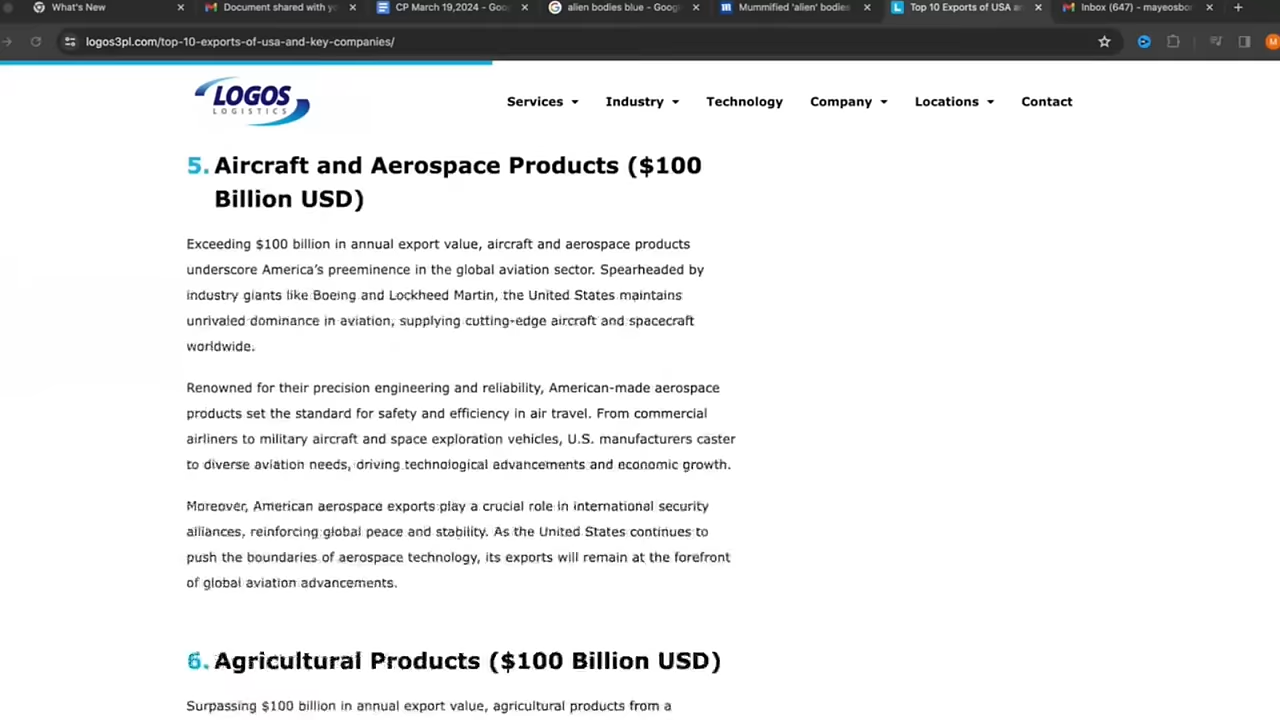 What's New
Document shared with yo
CP March 19,2024 - Goo
alien bodies blue - Google
Mummified 'alien' bodies
Top 10 Exports of USA an
Inbox (647) - mayeosbor
logos3pl.com/top-10-exports-of-usa-and-key-companies/
M
LOGOS
LOGISTICS
Services
Industry
Technology
Company
Locations
Contact
5. Aircraft and Aerospace Products ($100
Billion USD)
Exceeding $100 billion in annual export value, aircraft and aerospace products
underscore America's preeminence in the global aviation sector. Spearheaded by
industry giants like Boeing and Lockheed Martin, the United States maintains
unrivaled dominance in aviation, supplying cutting-edge aircraft and spacecraft
worldwide.
Renowned for their precision engineering and reliability, American-made aerospace
products set the standard for safety and efficiency in air travel. From commercial
airliners to military aircraft and space exploration vehicles, U.S. manufacturers caster
to diverse aviation needs, driving technological advancements and economic growth.
Moreover, American aerospace exports play a crucial role in international security
alliances, reinforcing global peace and stability. As the United States continues to
push the boundaries of aerospace technology, its exports will remain at the forefront
of global aviation advancements.
6. Agricultural Products ($100 Billion USD)
Surpassing $100 billion in annual export value, agricultural products from a